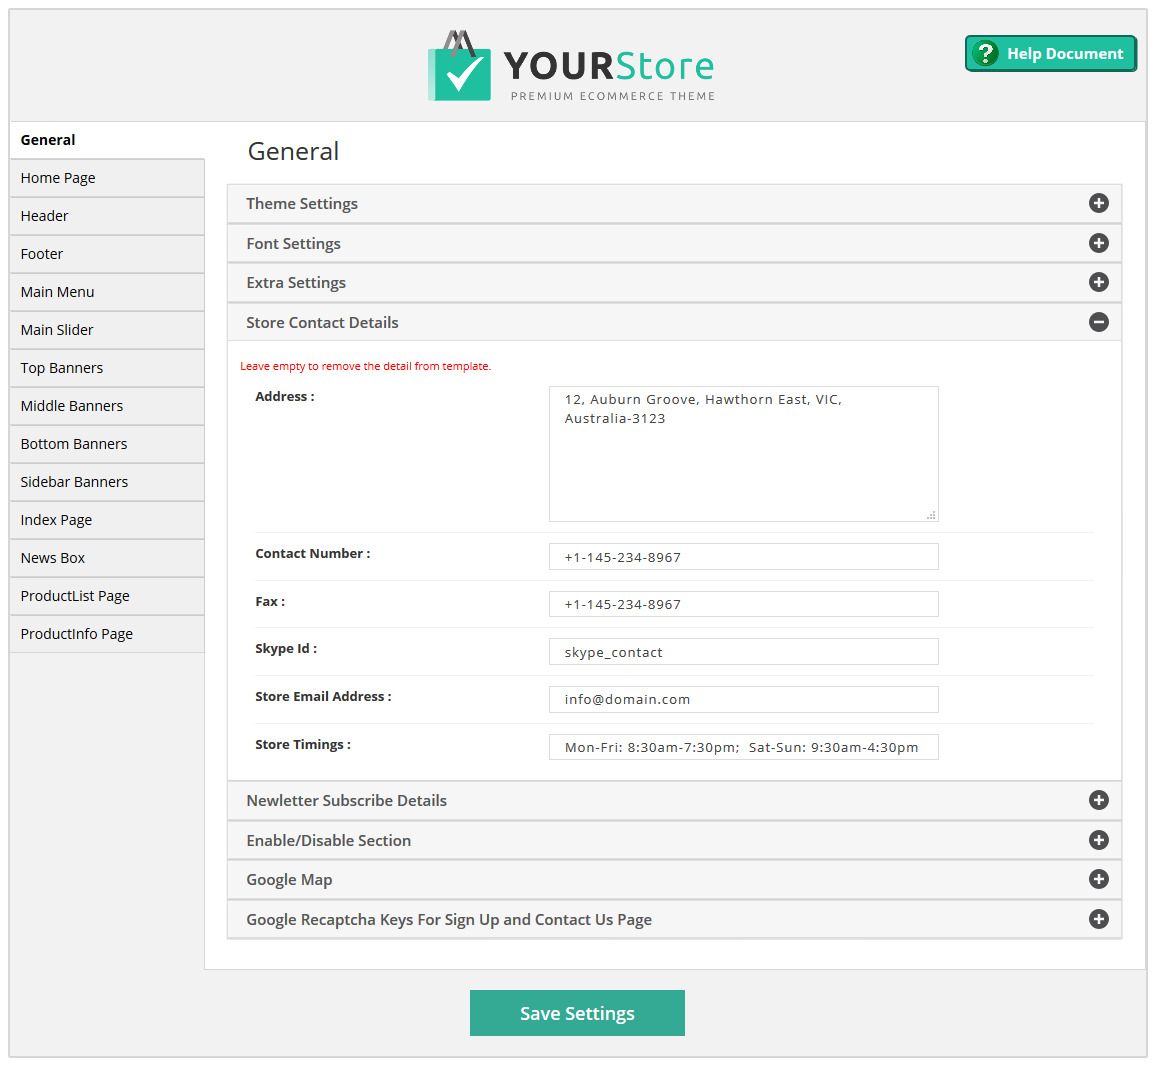 YOURStore
PREMIUM ECOMMERCE THEME
? Help Document
General
Home Page
Header
Footer
Main Menu
Main Slider
Top Banners
Middle Banners
Bottom Banners
Sidebar Banners
Index Page
News Box
ProductList Page
ProductInfo Page
General
Theme Settings
Font Settings
Extra Settings
Store Contact Details
Leave empty to remove the detail from template.
Address :
12, Auburn Groove, Hawthorn East, VIC,
Australia-3123
Contact Number :
+1-145-234-8967
Fax :
+1-145-234-8967
Skype Id :
skype_contact
Store Email Address :
info@domain.com
Store Timings :
Mon-Fri: 8:30am-7:30pm;  Sat-Sun: 9:30am-4:30pm
Newletter Subscribe Details
Enable/Disable Section
Google Map
Google Recaptcha Keys For Sign Up and Contact Us Page
Save Settings